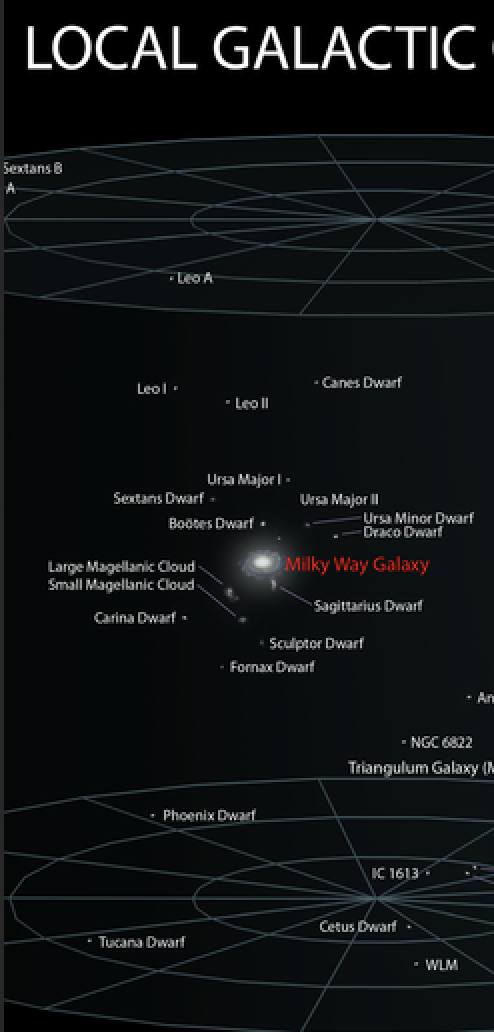 LOCAL GALACTIC
Sextans B
A
Leo A
Canes Dwarf
Leo I
Leo II
Ursa Major I
Sextans Dwarf
Ursa Major II
Ursa Minor Dwarf
Boötes Dwarf
Draco Dwarf
Milky Way Galaxy
Large Magellanic Cloud
Small Magellanic Cloud
Sagittarius Dwarf
Carina Dwarf
Sculptor Dwarf
Fornax Dwarf
An
NGC 6822
Triangulum Galaxy (M
Phoenix Dwarf
IC 1613
Cetus Dwarf
Tucana Dwarf
WLM